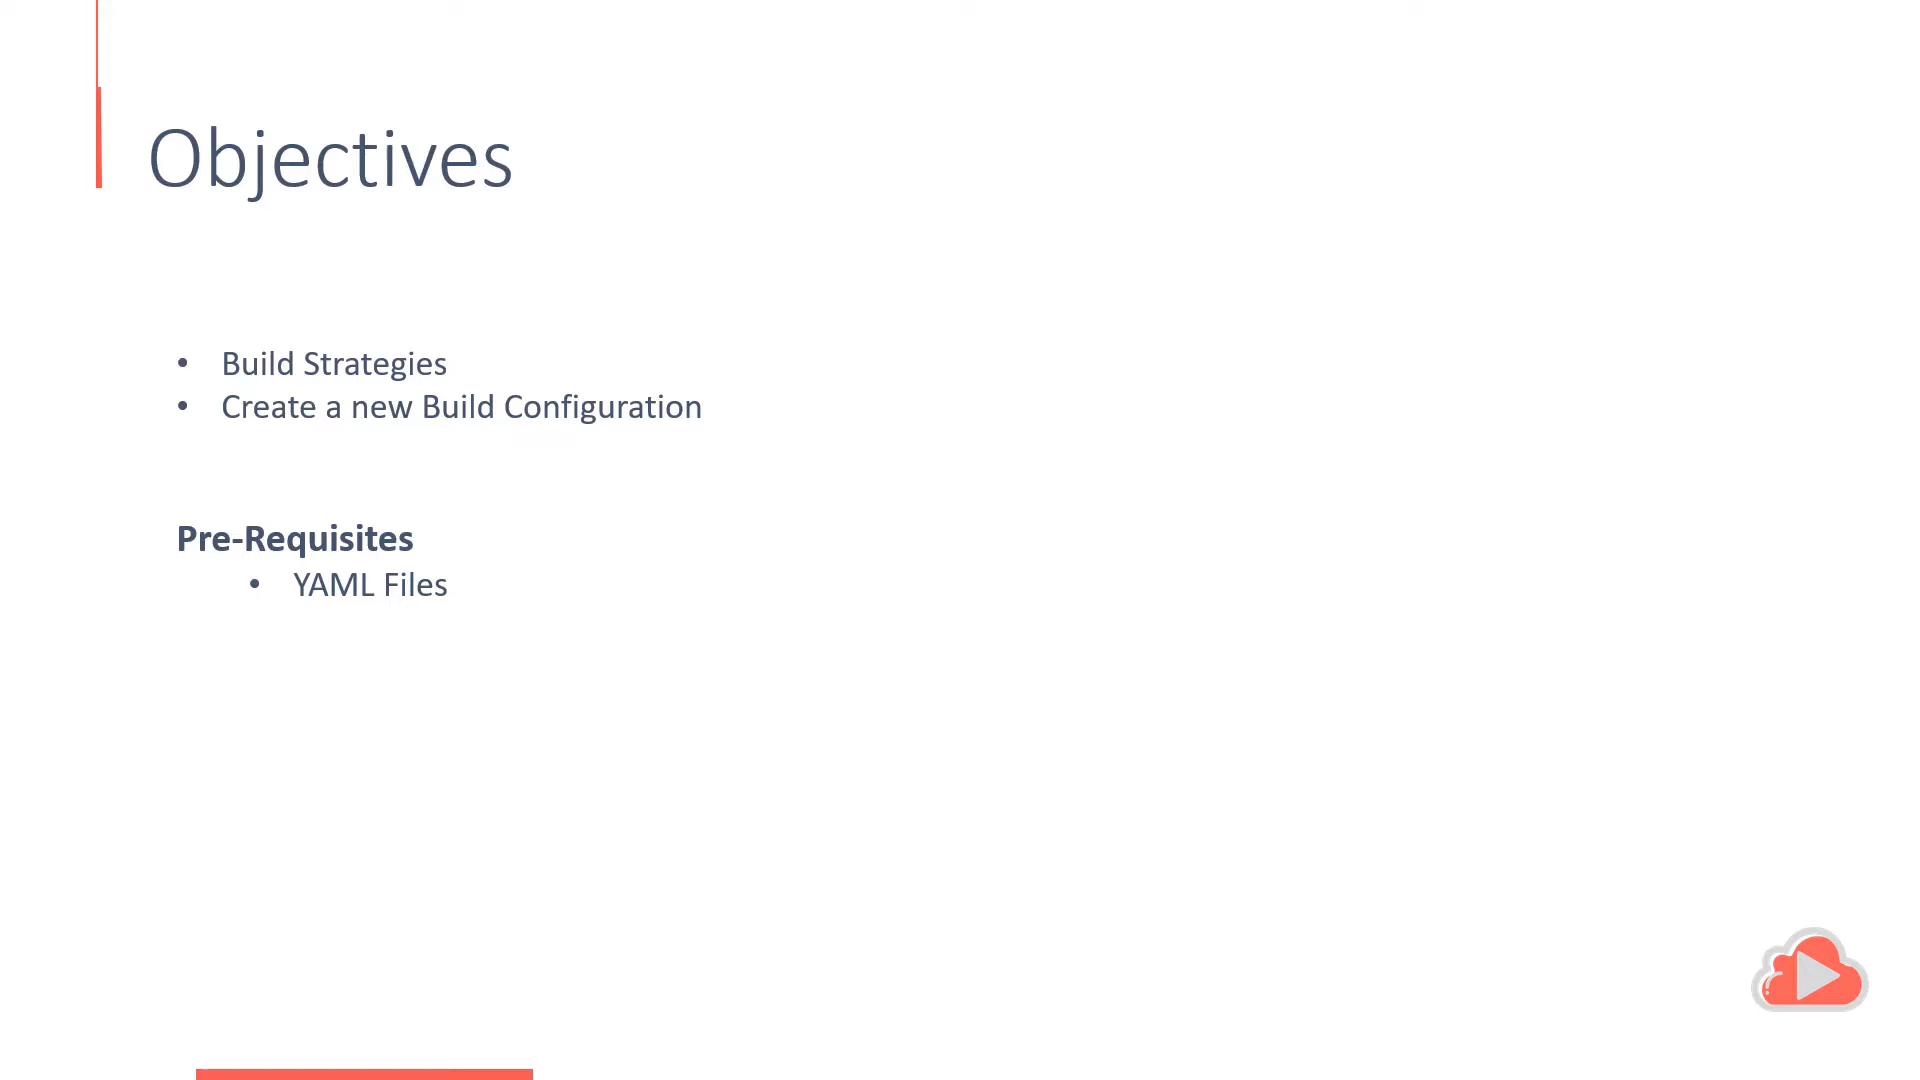 Objectives
• Build Strategies
• Create a new Build Configuration
Pre-Requisites
• YAML Files